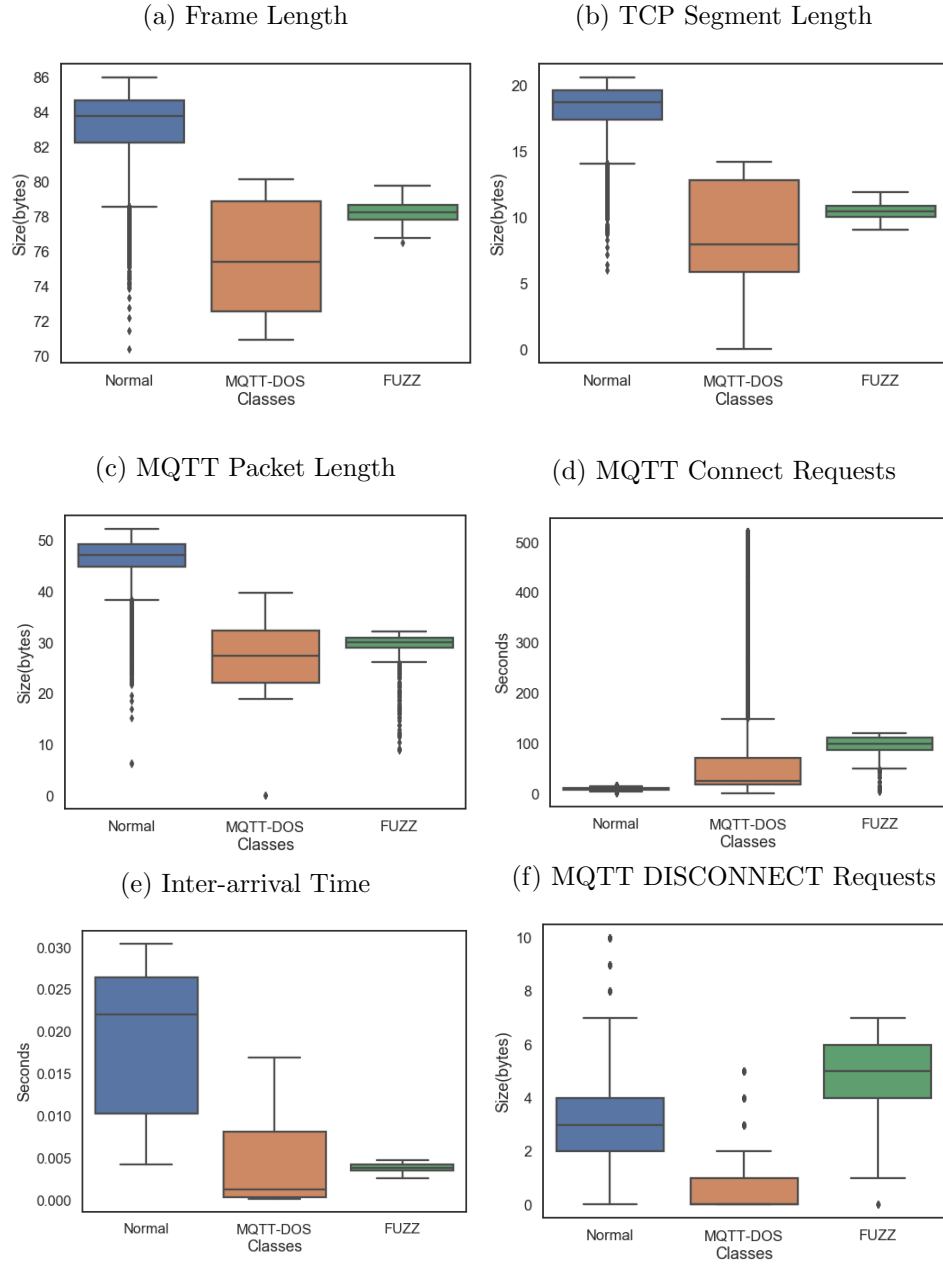 (a) Frame Length
86
84
82
80
78
76
74
72
70
Size(bytes)
Normal MQTT-DOS FUZZ
Classes
(b) TCP Segment Length
20
15
10
5
0
Size(bytes)
Normal MQTT-DOS FUZZ
Classes
(c) MQTT Packet Length
50
40
30
20
10
0
Size(bytes)
Normal MQTT-DOS FUZZ
Classes
(d) MQTT Connect Requests
500
400
300
200
100
0
Seconds
Normal MQTT-DOS FUZZ
Classes
(e) Inter-arrival Time
0.030
0.025
0.020
0.015
0.010
0.005
0.000
Seconds
Normal MQTT-DOS FUZZ
Classes
(f) MQTT DISCONNECT Requests
10
8
6
4
2
0
Size(bytes)
Normal MQTT-DOS FUZZ
Classes